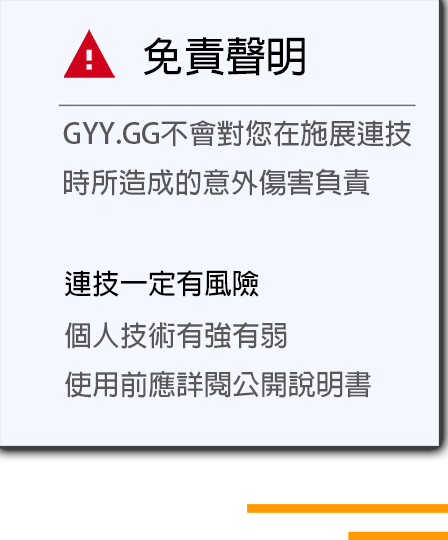 免責聲明
GYY.GG不會對您在施展連技
時所造成的意外傷害負責
連技一定有風險
個人技術有強有弱
使用前應詳閱公開說明書